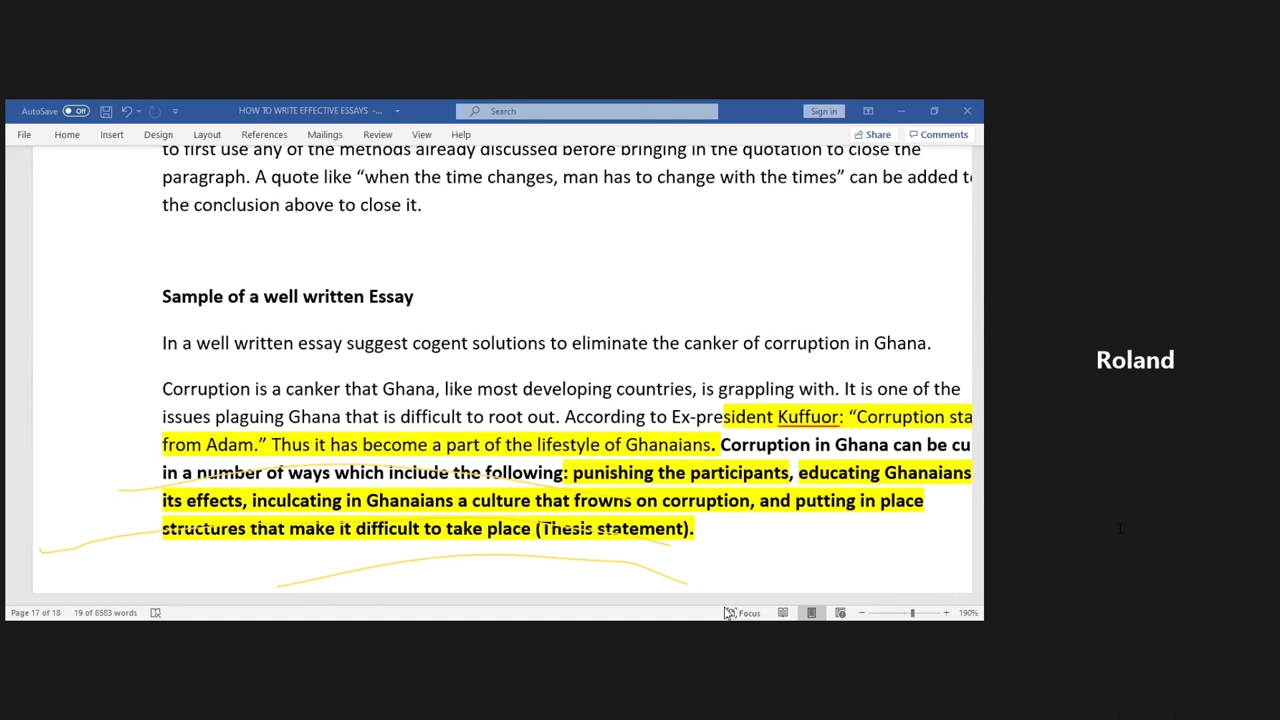 AutoSave Off HOW TO WRITE EFFECTIVE ESSAYS -... Search Sign in
File Home Insert Design Layout References Mailings Review View Help Share Comments
to first use any of the methods already discussed before bringing in the quotation to close the
paragraph. A quote like “when the time changes, man has to change with the times” can be added
the conclusion above to close it.
Sample of a well written Essay
In a well written essay suggest cogent solutions to eliminate the canker of corruption in Ghana.
Corruption is a canker that Ghana, like most developing countries, is grappling with. It is one of the
issues plaguing Ghana that is difficult to root out. According to Ex-president Kuffuor: “Corruption sta
from Adam.” Thus it has become a part of the lifestyle of Ghanaians. Corruption in Ghana can be cu
in a number of ways which include the following: punishing the participants, educating Ghanaians
its effects, inculcating in Ghanaians a culture that frowns on corruption, and putting in place
structures that make it difficult to take place (Thesis statement).
Roland
Page 17 of 18 19 of 6583 words Focus 190%